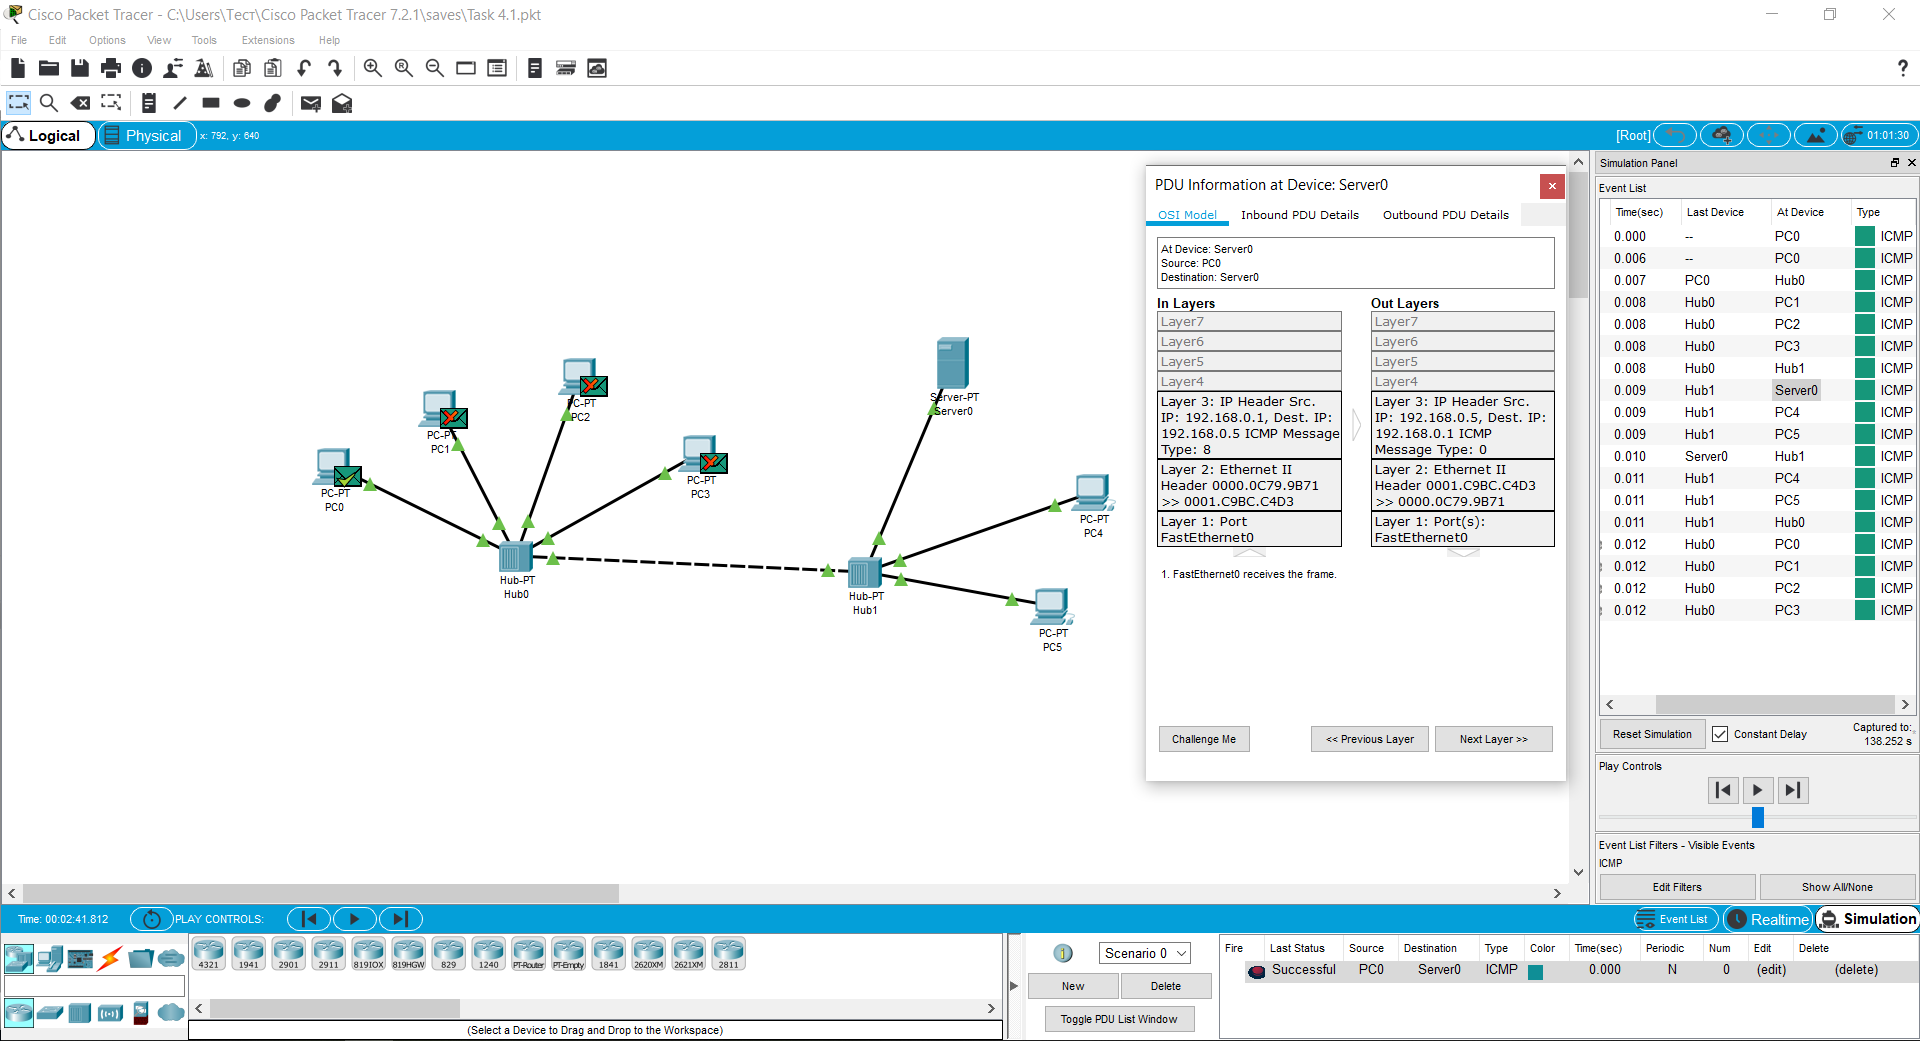 Cisco Packet Tracer - C:\Users\Тест\Cisco Packet Tracer 7.2.1\saves\Task 4.1.pkt
File Edit Options View Tools Extensions Help
?
Logical Physical x: 792, y: 640 [Root] 01:01:30
PC-PT
PC0
PC-PT
PC1
PC-PT
PC2
PC-PT
PC3
Hub-PT
Hub0
Hub-PT
Hub1
Server-PT
Server0
PC-PT
PC4
PC-PT
PC5
PDU Information at Device: Server0
OSI Model Inbound PDU Details Outbound PDU Details
At Device: Server0
Source: PC0
Destination: Server0
In Layers
Layer7
Layer6
Layer5
Layer4
Layer 3: IP Header Src.
IP: 192.168.0.1, Dest. IP:
192.168.0.5 ICMP Message
Type: 8
Layer 2: Ethernet II
Header 0000.0C79.9B71
>> 0001.C9BC.C4D3
Layer 1: Port
FastEthernet0
Out Layers
Layer7
Layer6
Layer5
Layer4
Layer 3: IP Header Src.
IP: 192.168.0.5, Dest. IP:
192.168.0.1 ICMP
Message Type: 0
Layer 2: Ethernet II
Header 0001.C9BC.C4D3
>> 0000.0C79.9B71
Layer 1: Port(s):
FastEthernet0
1. FastEthernet0 receives the frame.
Challenge Me << Previous Layer Next Layer >>
Simulation Panel
Event List
Time(sec) Last Device At Device Type
0.000 -- PC0 ICMP
0.006 -- PC0 ICMP
0.007 PC0 Hub0 ICMP
0.008 Hub0 PC1 ICMP
0.008 Hub0 PC2 ICMP
0.008 Hub0 PC3 ICMP
0.008 Hub0 Hub1 ICMP
0.009 Hub1 Server0 ICMP
0.009 Hub1 PC4 ICMP
0.009 Hub1 PC5 ICMP
0.010 Server0 Hub1 ICMP
0.011 Hub1 PC4 ICMP
0.011 Hub1 PC5 ICMP
0.011 Hub1 Hub0 ICMP
0.012 Hub0 PC0 ICMP
0.012 Hub0 PC1 ICMP
0.012 Hub0 PC2 ICMP
0.012 Hub0 PC3 ICMP
Reset Simulation Constant Delay Captured to:
138.252 s
Play Controls
Event List Filters - Visible Events
ICMP
Edit Filters Show All/None
Time: 00:02:41.812 PLAY CONTROLS: Event List Realtime Simulation
4321 1941 2901 2911 819IOX 819HGW 829 1240 PT-Router PT-Empty 1841 2620XM 2621XM 2811
(Select a Device to Drag and Drop to the Workspace)
Scenario 0
New Delete
Toggle PDU List Window
Fire Last Status Source Destination Type Color Time(sec) Periodic Num Edit Delete
Successful PC0 Server0 ICMP 0.000 N 0 (edit) (delete)